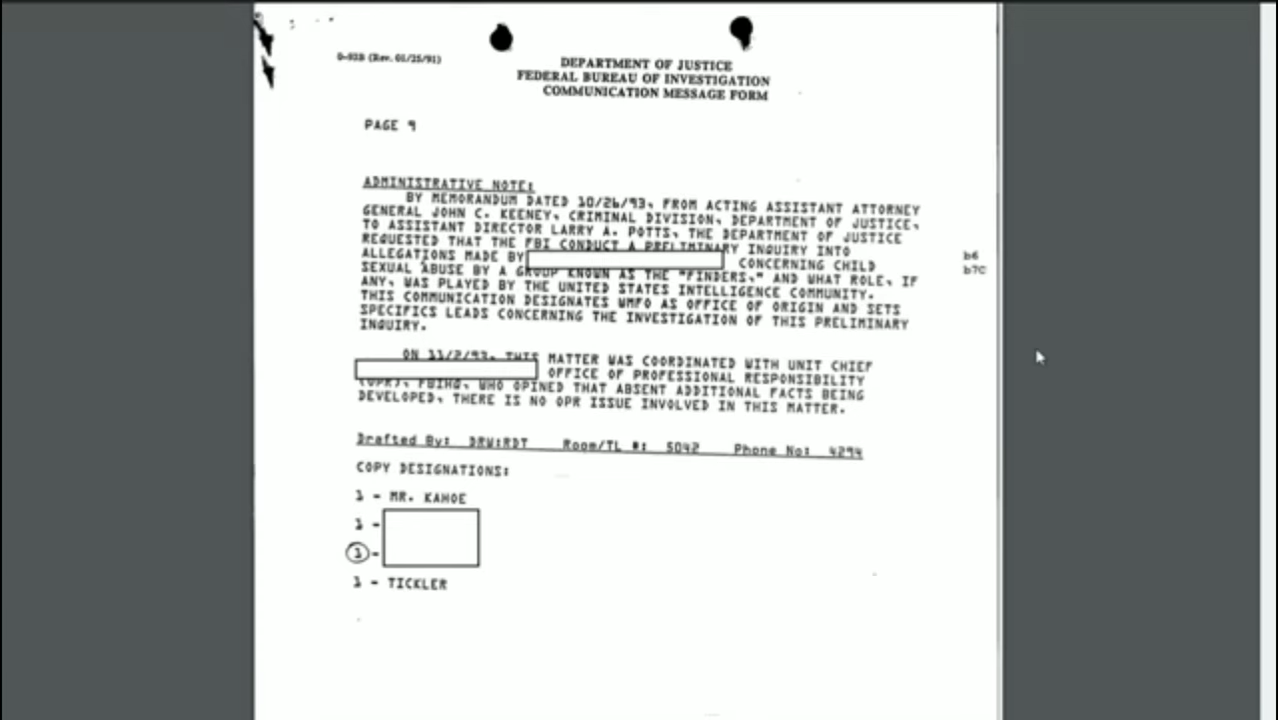 0-93B (Rev. 01/25/91)
DEPARTMENT OF JUSTICE
FEDERAL BUREAU OF INVESTIGATION
COMMUNICATION MESSAGE FORM
PAGE 9
ADMINISTRATIVE NOTE:
BY MEMORANDUM DATED 10/26/93, FROM ACTING ASSISTANT ATTORNEY
GENERAL JOHN C. KEENEY, CRIMINAL DIVISION, DEPARTMENT OF JUSTICE,
TO ASSISTANT DIRECTOR LARRY A. POTTS, THE DEPARTMENT OF JUSTICE
REQUESTED THAT THE FBI CONDUCT A PRELIMINARY INQUIRY INTO
ALLEGATIONS MADE BY CONCERNING CHILD
b6
SEXUAL ABUSE BY A GROUP KNOWN AS THE "FINDERS," AND WHAT ROLE, IF
b7C
ANY, WAS PLAYED BY THE UNITED STATES INTELLIGENCE COMMUNITY.
THIS COMMUNICATION DESIGNATES WMFO AS OFFICE OF ORIGIN AND SETS
SPECIFICS LEADS CONCERNING THE INVESTIGATION OF THIS PRELIMINARY
INQUIRY.
ON 11/2/93, THIS MATTER WAS COORDINATED WITH UNIT CHIEF
OFFICE OF PROFESSIONAL RESPONSIBILITY
(OPR), FBIHQ, WHO OPINED THAT ABSENT ADDITIONAL FACTS BEING
DEVELOPED, THERE IS NO OPR ISSUE INVOLVED IN THIS MATTER.
Drafted By: DRW:RDT Room/TL #: 5042 Phone No: 4294
COPY DESIGNATIONS:
1 - MR. KAHOE
1 -
1 -
1 - TICKLER